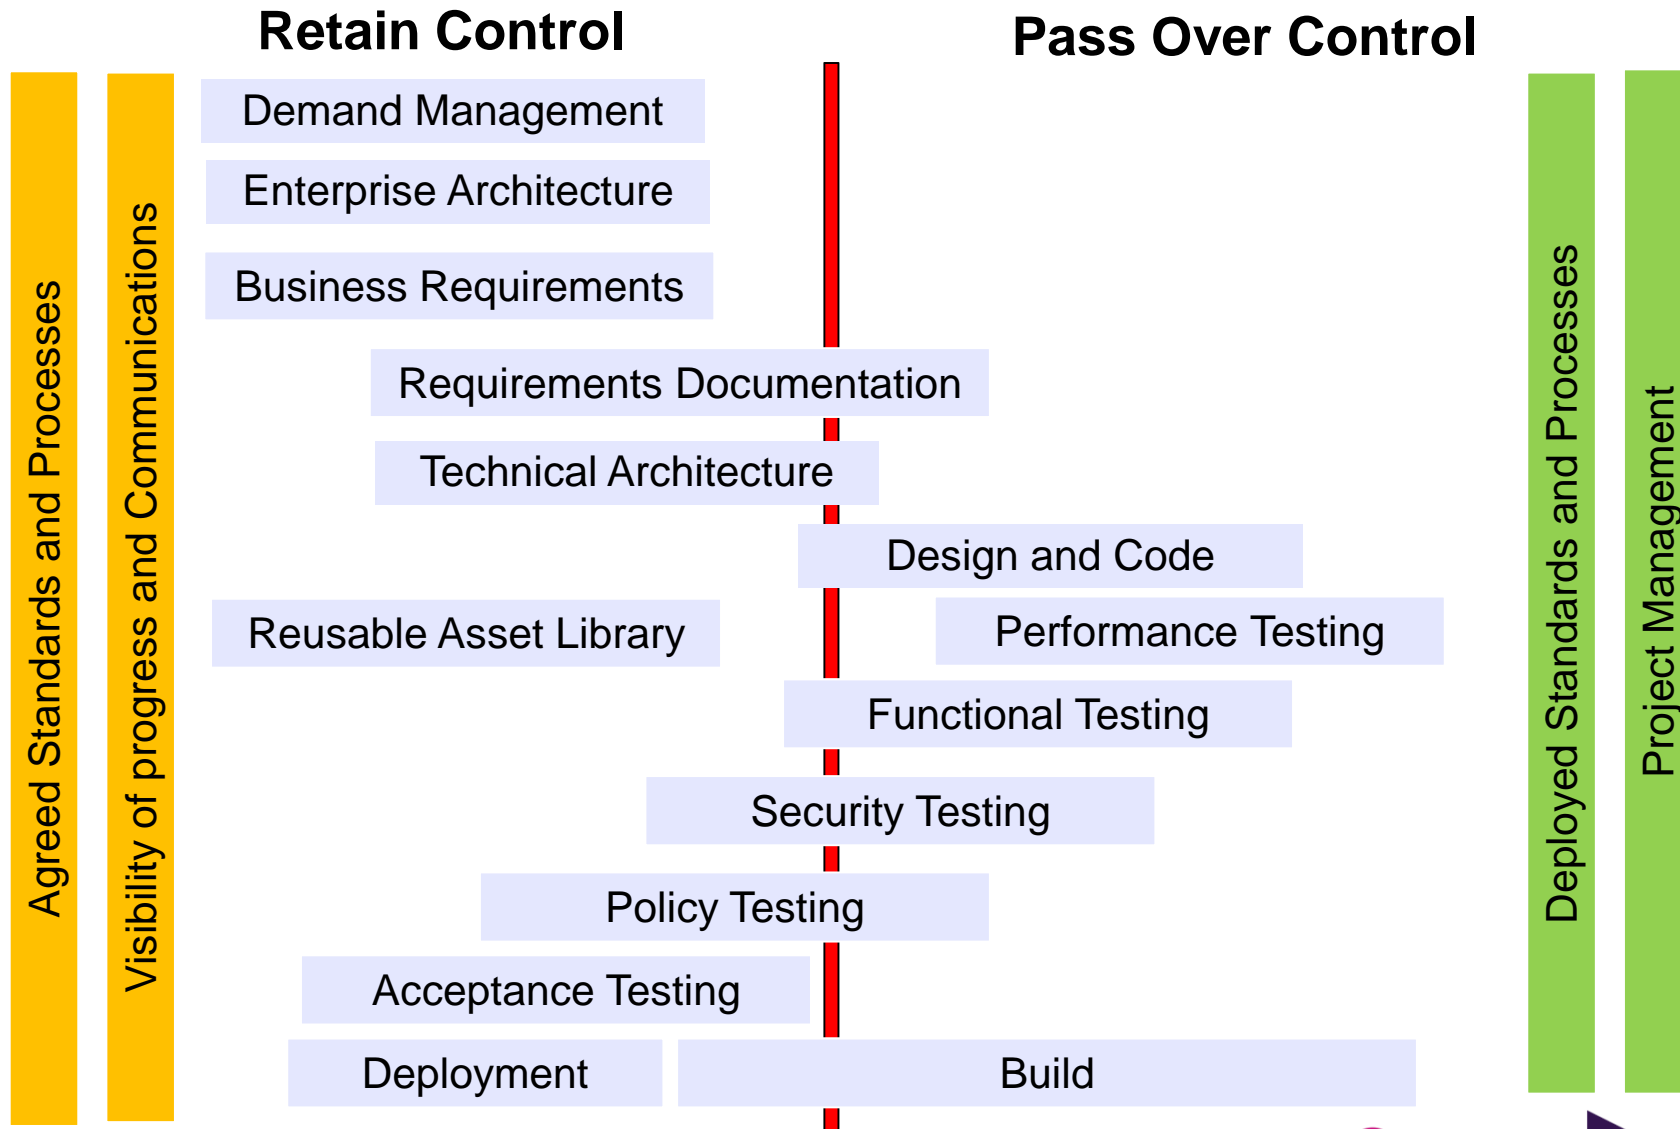 Retain Control
Pass Over Control
Agreed Standards and Processes
Visibility of progress and Communications
Demand Management
Enterprise Architecture
Business Requirements
Requirements Documentation
Technical Architecture
Design and Code
Reusable Asset Library
Performance Testing
Functional Testing
Security Testing
Policy Testing
Acceptance Testing
Deployment
Build
Deployed Standards and Processes
Project Management